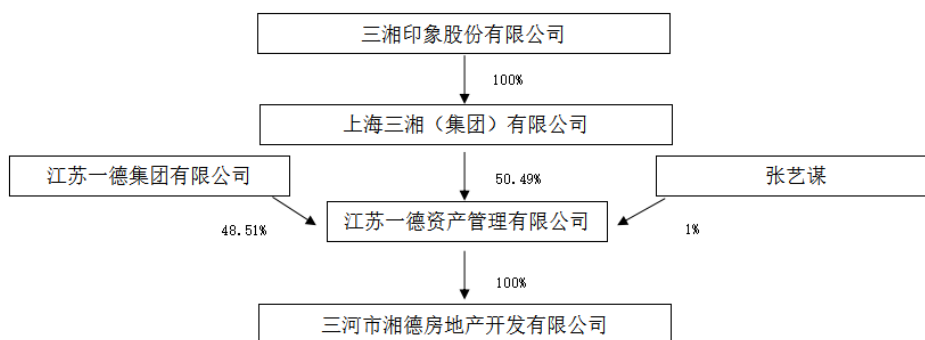 三湘印象股份有限公司
100%
上海三湘（集团）有限公司
江苏一德集团有限公司
50.49%
张艺谋
48.51%
江苏一德资产管理有限公司
1%
100%
三河市湘德房地产开发有限公司